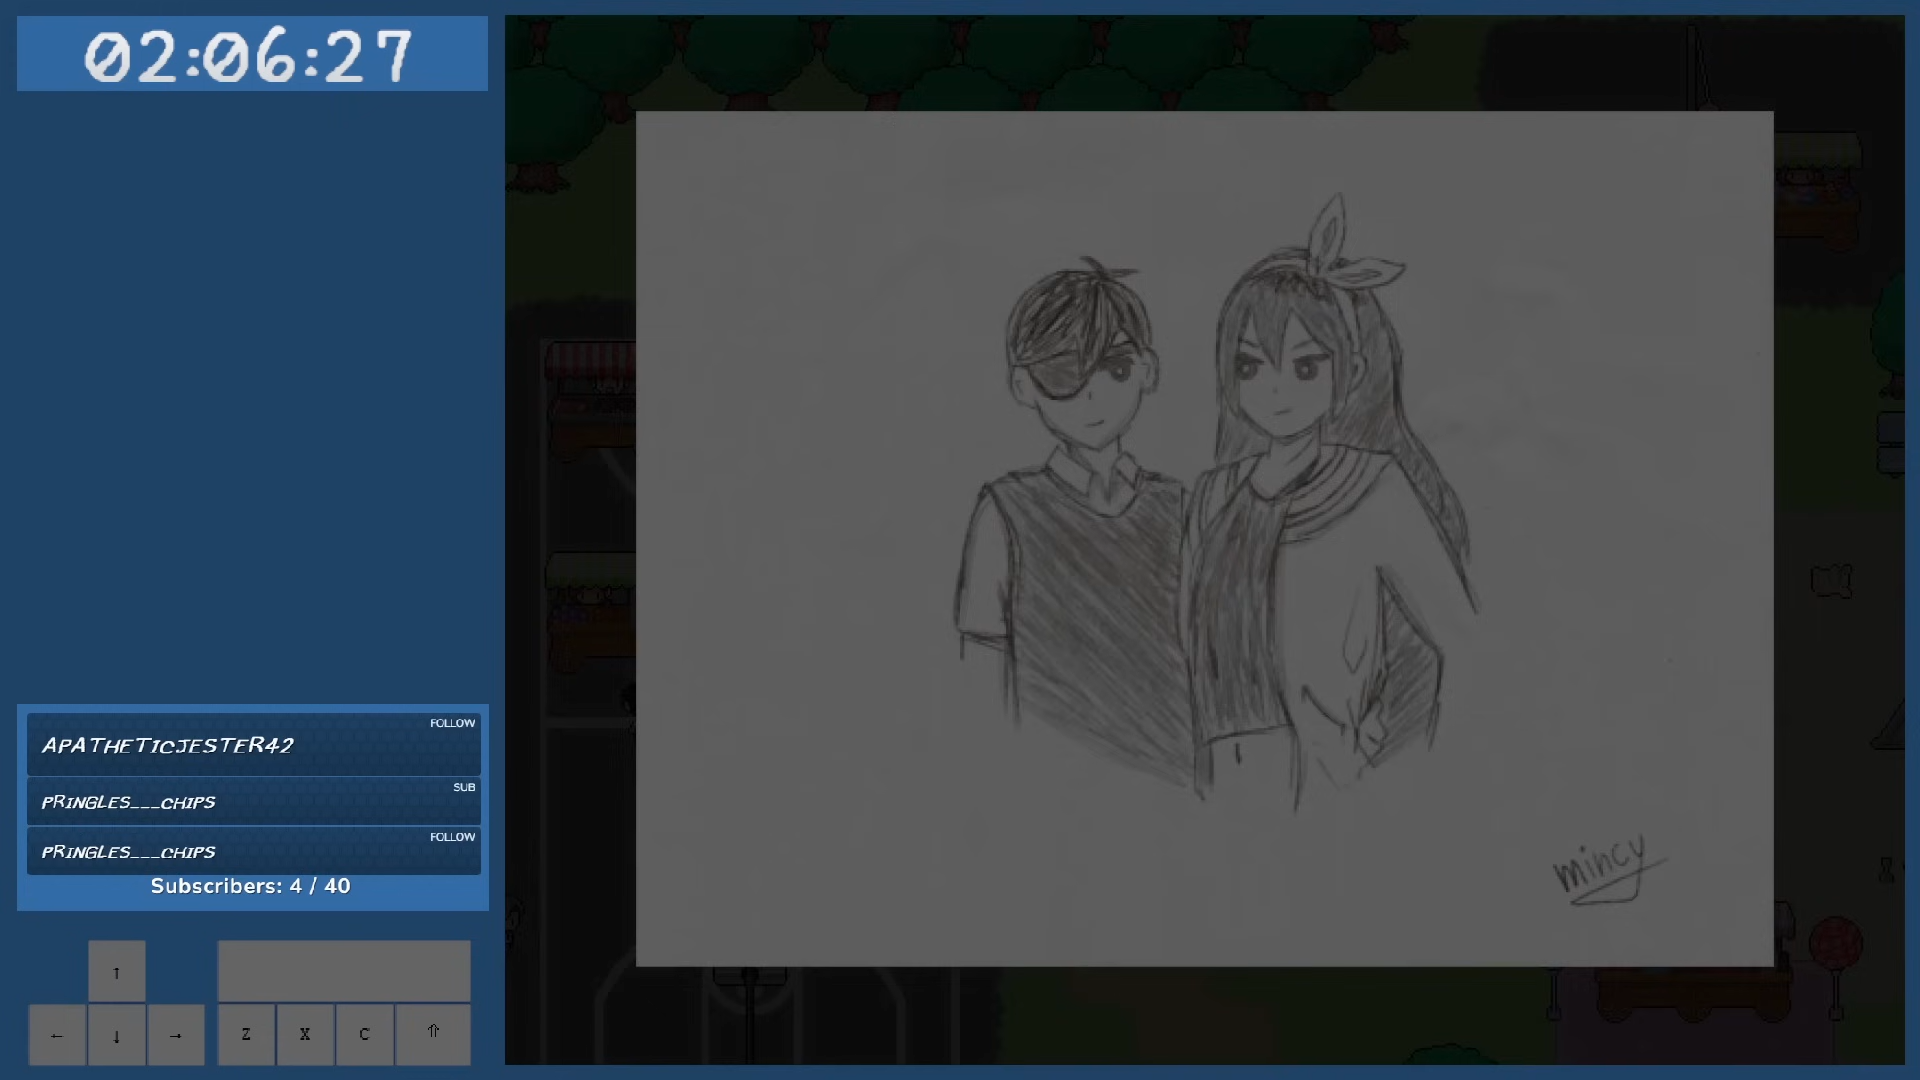 02:06:27
FOLLOW
APATHETICJESTER42
SUB
PRINGLES___CHIPS
FOLLOW
PRINGLES___CHIPS
Subscribers: 4 / 40
↑
← ↓ → Z X C ⇧
mincy